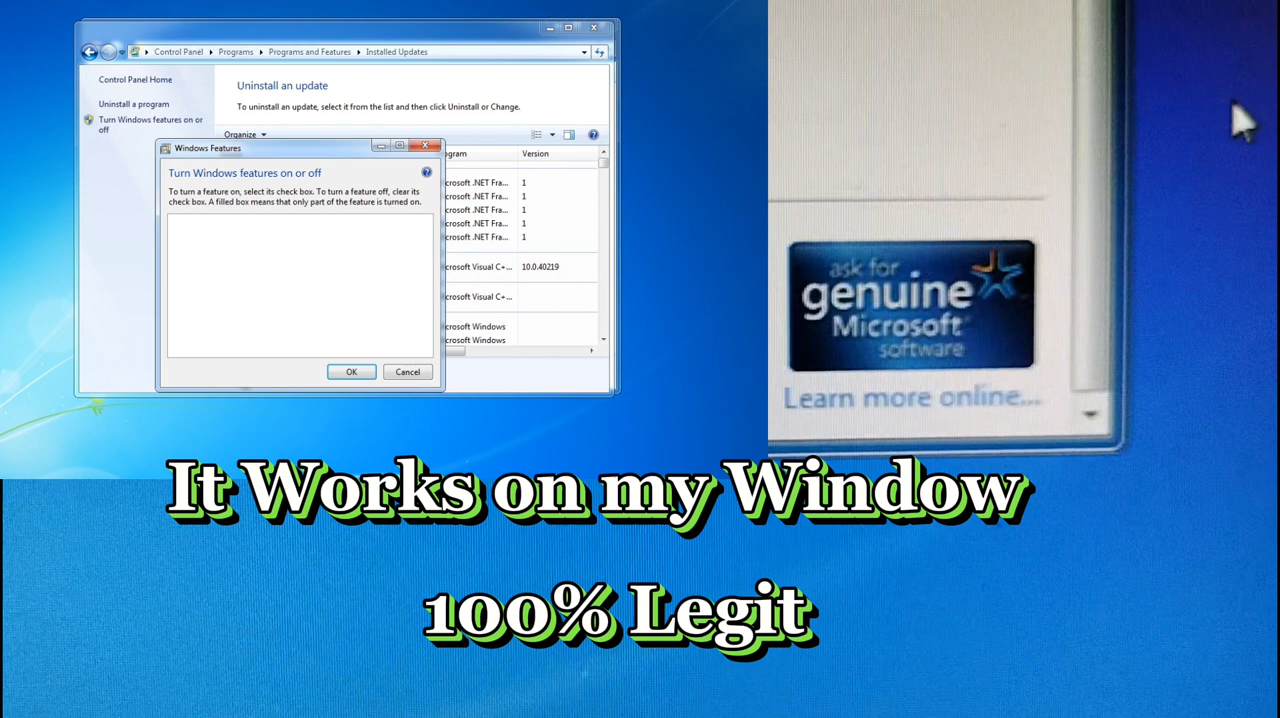 Control Panel
Programs
Programs and Features
Installed Updates
Control Panel Home
Uninstall a program
Turn Windows features on or off
Uninstall an update
To uninstall an update, select it from the list and then click Uninstall or Change.
Organize
Windows Features
Turn Windows features on or off
To turn a feature on, select its check box. To turn a feature off, clear its
check box. A filled box means that only part of the feature is turned on.
OK
Cancel
ogram
Version
crosoft .NET Fra... 1
crosoft .NET Fra... 1
crosoft .NET Fra... 1
crosoft .NET Fra... 1
crosoft .NET Fra... 1
crosoft Visual C+... 10.0.40219
crosoft Visual C+...
crosoft Windows
crosoft Windows
ask for
genuine
Microsoft
software
Learn more online...
It Works on my Window
100% Legit